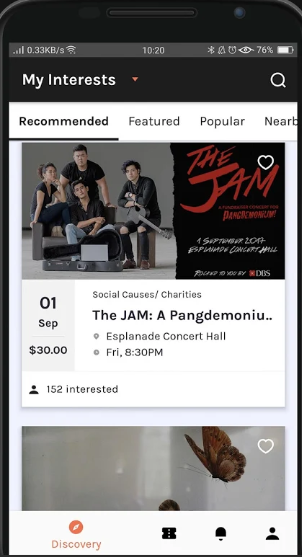 0.33KB/s
10:20
76%
My Interests
Recommended Featured Popular Nearb
THE
JAM
A FUNDRAISING CONCERT FOR
PANGDEMONIUM!
1 SEPTEMBER 2017
ESPLANADE CONCERT HALL
ROCKED TO YOU BY DBS
01
Sep
$30.00
Social Causes/ Charities
The JAM: A Pangdemoniu..
Esplanade Concert Hall
Fri, 8:30PM
152 interested
Discovery